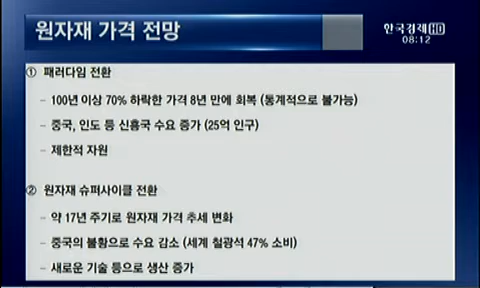 원자재 가격 전망
한국경제 HD
08:12
① 패러다임 전환
- 100년 이상 70% 하락한 가격 8년 만에 회복 (통계적으로 불가능)
- 중국, 인도 등 신흥국 수요 증가 (25억 인구)
- 제한적 자원
② 원자재 슈퍼사이클 전환
- 약 17년 주기로 원자재 가격 추세 변화
- 중국의 불황으로 수요 감소 (세계 철광석 47% 소비)
- 새로운 기술 등으로 생산 증가